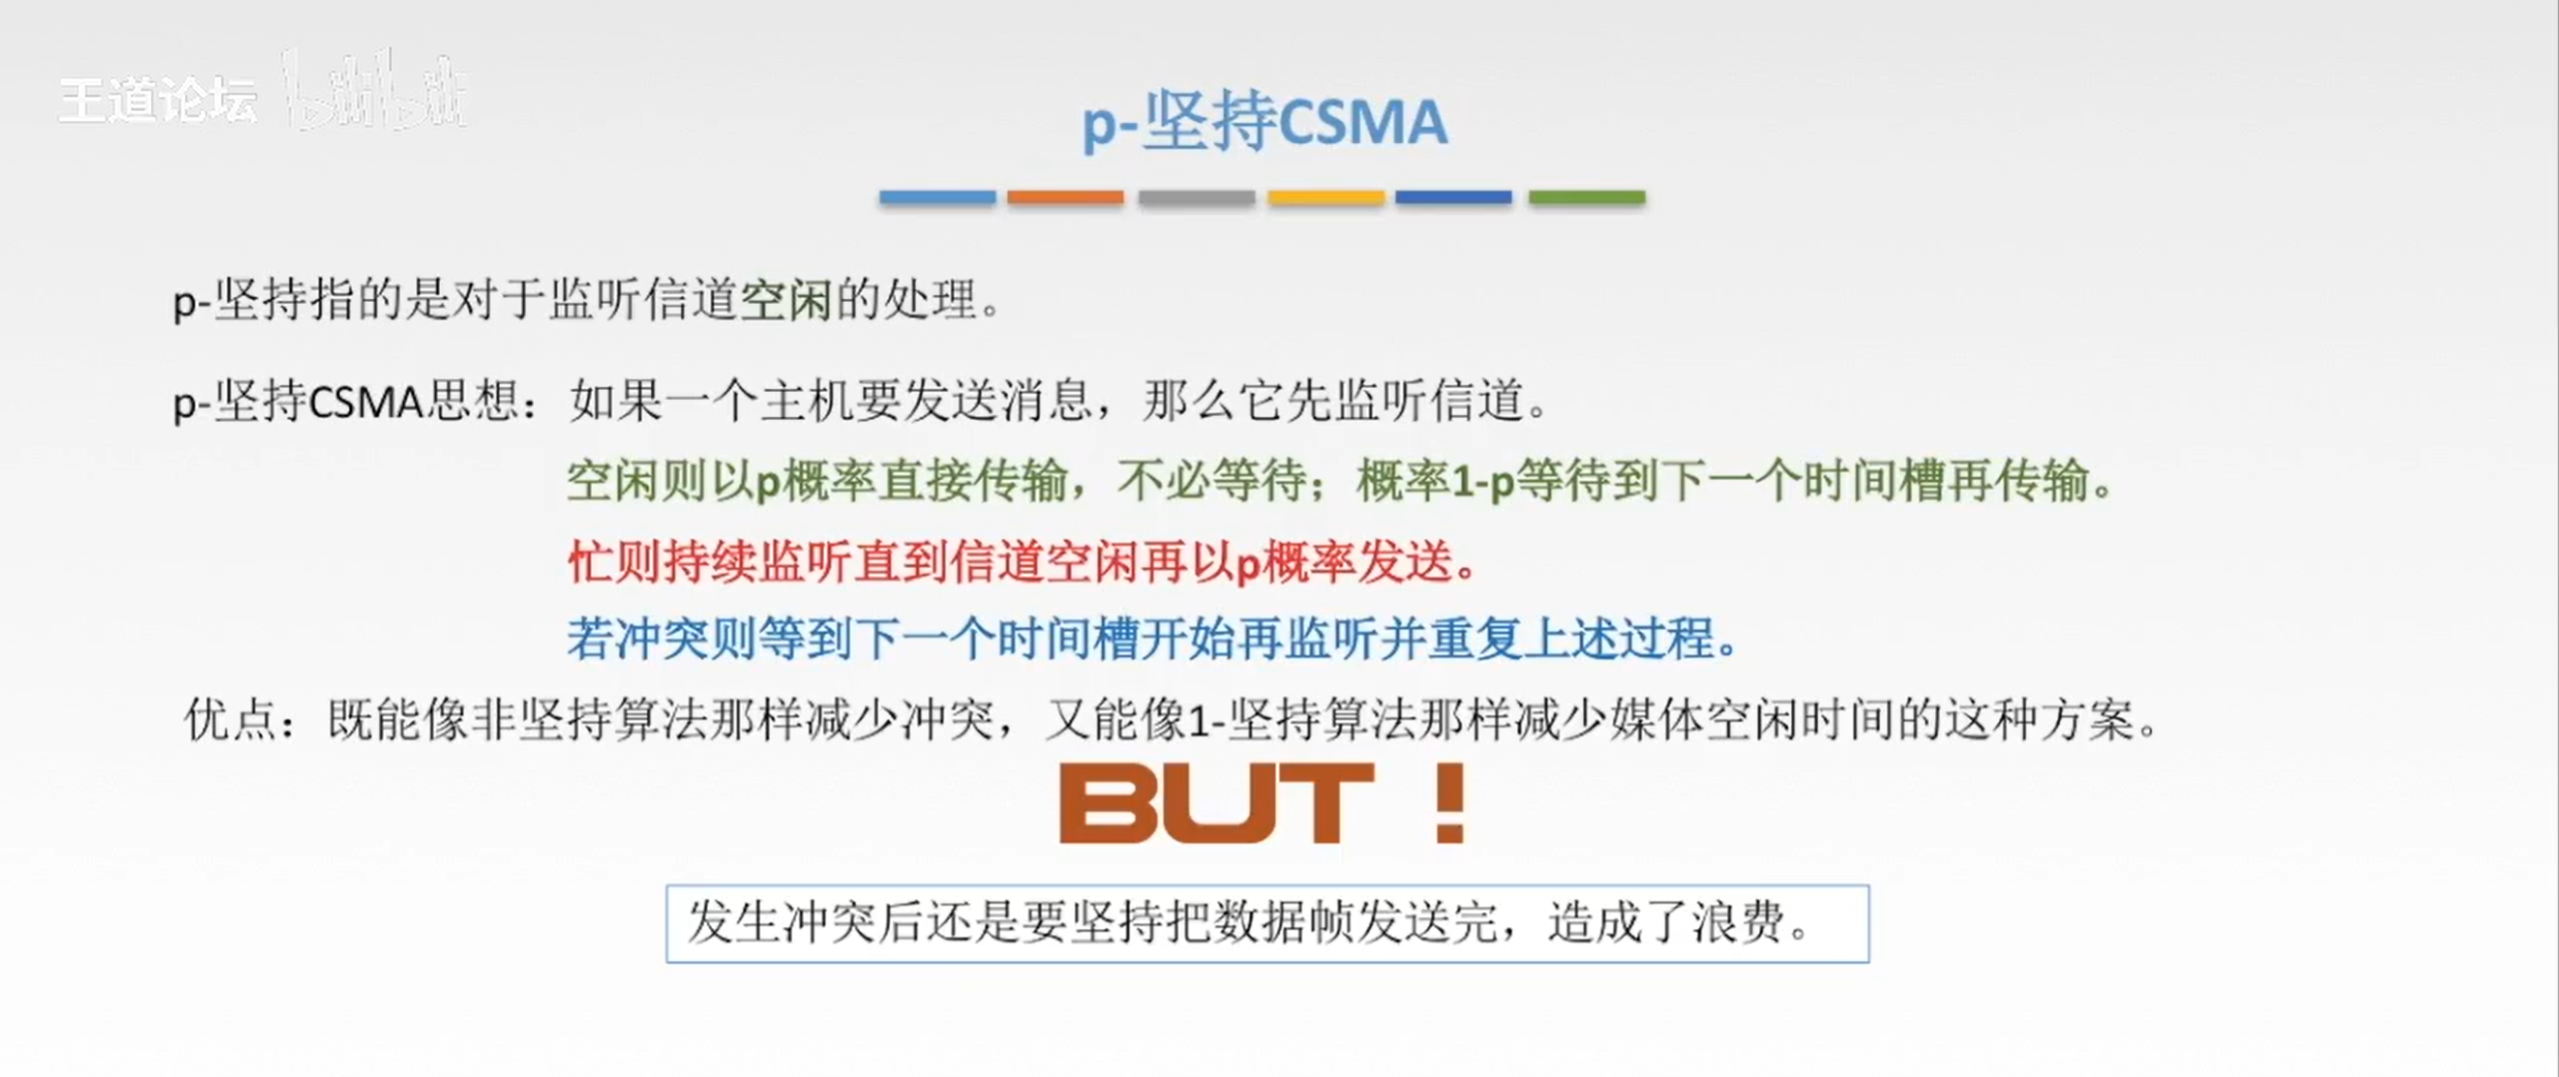 王道论坛 bilibili
p-坚持CSMA
p-坚持指的是对于监听信道空闲的处理。
p-坚持CSMA思想：如果一个主机要发送消息，那么它先监听信道。
空闲则以p概率直接传输，不必等待；概率1-p等待到下一个时间槽再传输。
忙则持续监听直到信道空闲再以p概率发送。
若冲突则等到下一个时间槽开始再监听并重复上述过程。
优点：既能像非坚持算法那样减少冲突，又能像1-坚持算法那样减少媒体空闲时间的这种方案。
BUT！
发生冲突后还是要坚持把数据帧发送完，造成了浪费。